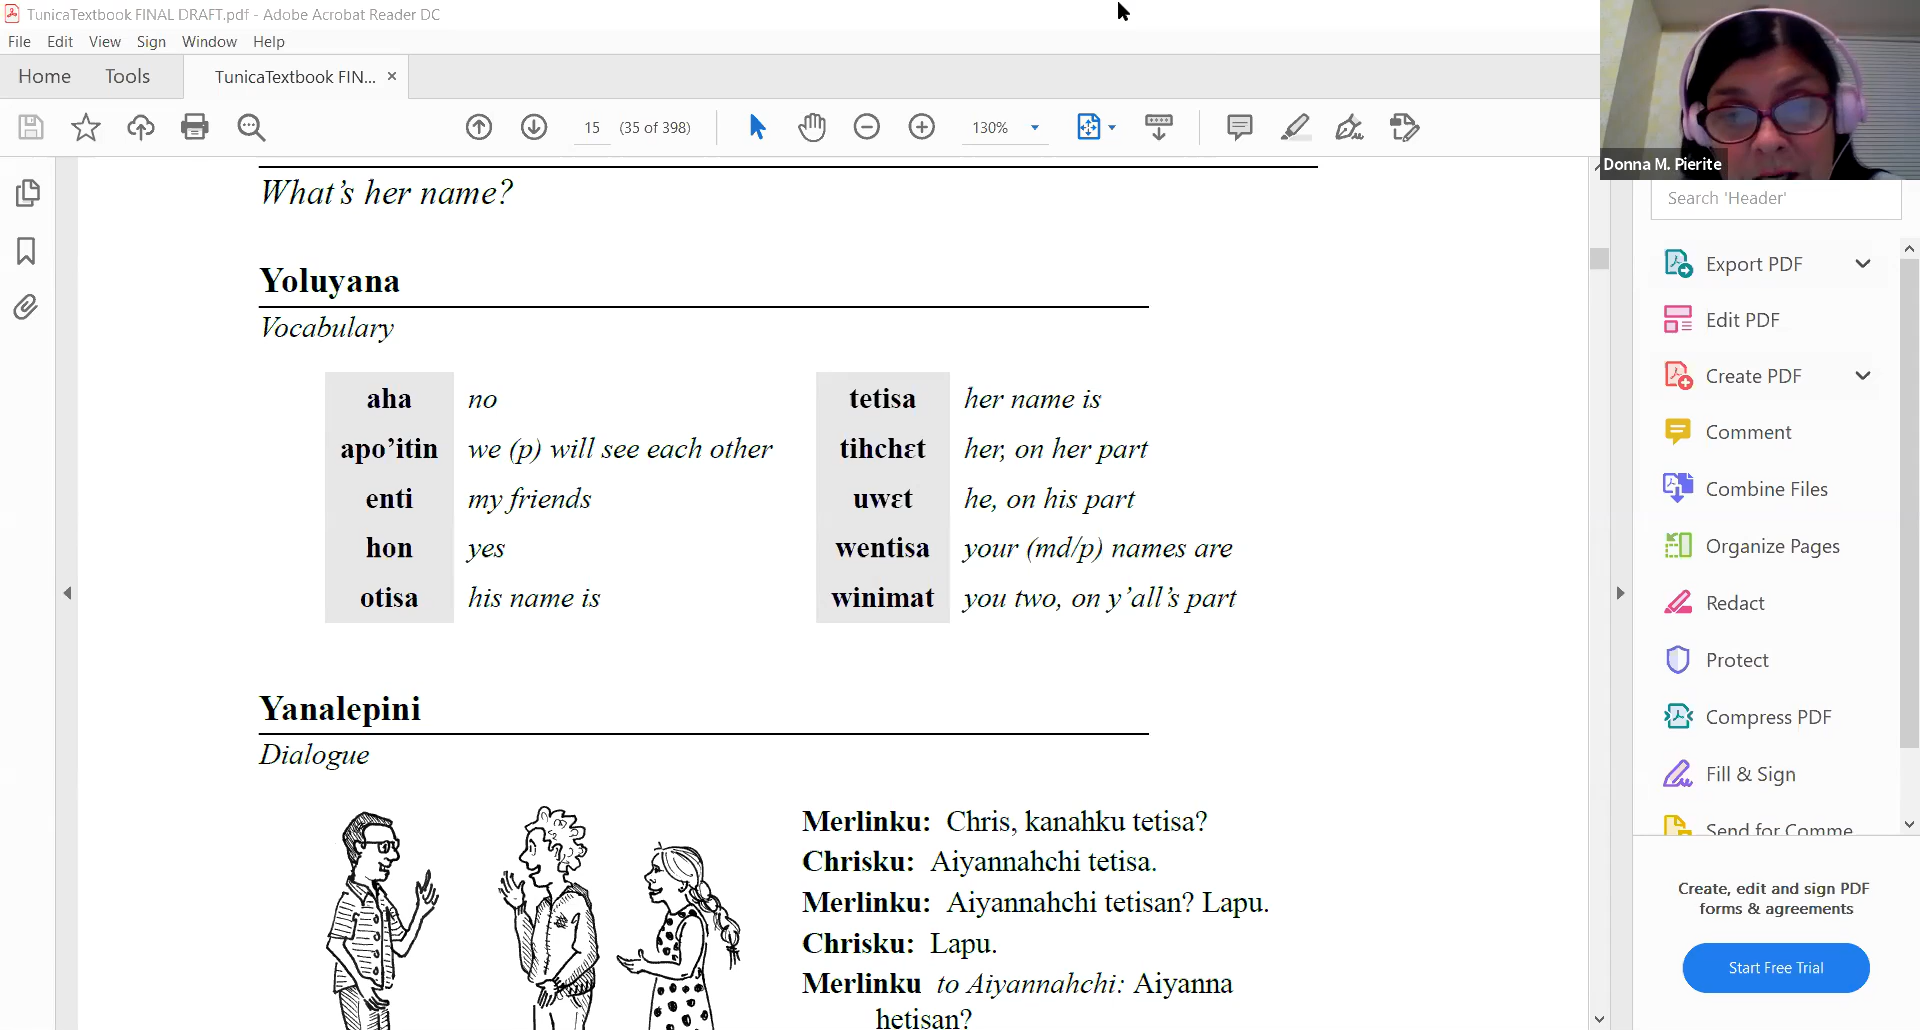 TunicaTextbook FINAL DRAFT.pdf - Adobe Acrobat Reader DC
File Edit View Sign Window Help
Home Tools TunicaTextbook FIN... ×
15 (35 of 398) 130%
Donna M. Pierite
What's her name?
Yoluyana
Vocabulary
aha no tetisa her name is
apo'itin we (p) will see each other tihchɛt her, on her part
enti my friends uwɛt he, on his part
hon yes wentisa your (md/p) names are
otisa his name is winimat you two, on y'all's part
Yanalepini
Dialogue
Merlinku: Chris, kanahku tetisa?
Chrisku: Aiyannahchi tetisa.
Merlinku: Aiyannahchi tetisan? Lapu.
Chrisku: Lapu.
Merlinku to Aiyannahchi: Aiyanna
hetisan?
Search 'Header'
Export PDF
Edit PDF
Create PDF
Comment
Combine Files
Organize Pages
Redact
Protect
Compress PDF
Fill & Sign
Send for Comme
Create, edit and sign PDF
forms & agreements
Start Free Trial